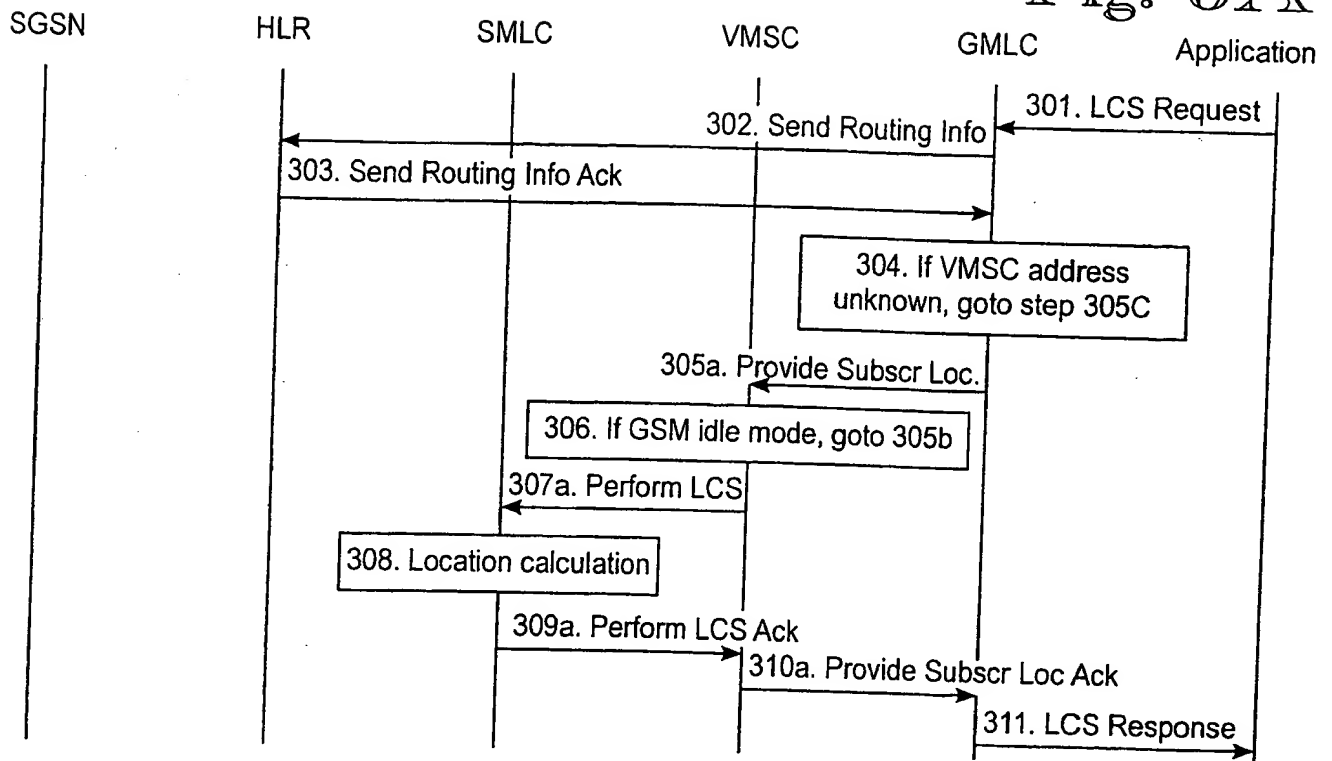 SGSN
HLR
SMLC
VMSC
GMLC
Application
301. LCS Request
302. Send Routing Info
303. Send Routing Info Ack
304. If VMSC address
unknown, goto step 305C
305a. Provide Subscr Loc.
306. If GSM idle mode, goto 305b
307a. Perform LCS
308. Location calculation
309a. Perform LCS Ack
310a. Provide Subscr Loc Ack
311. LCS Response